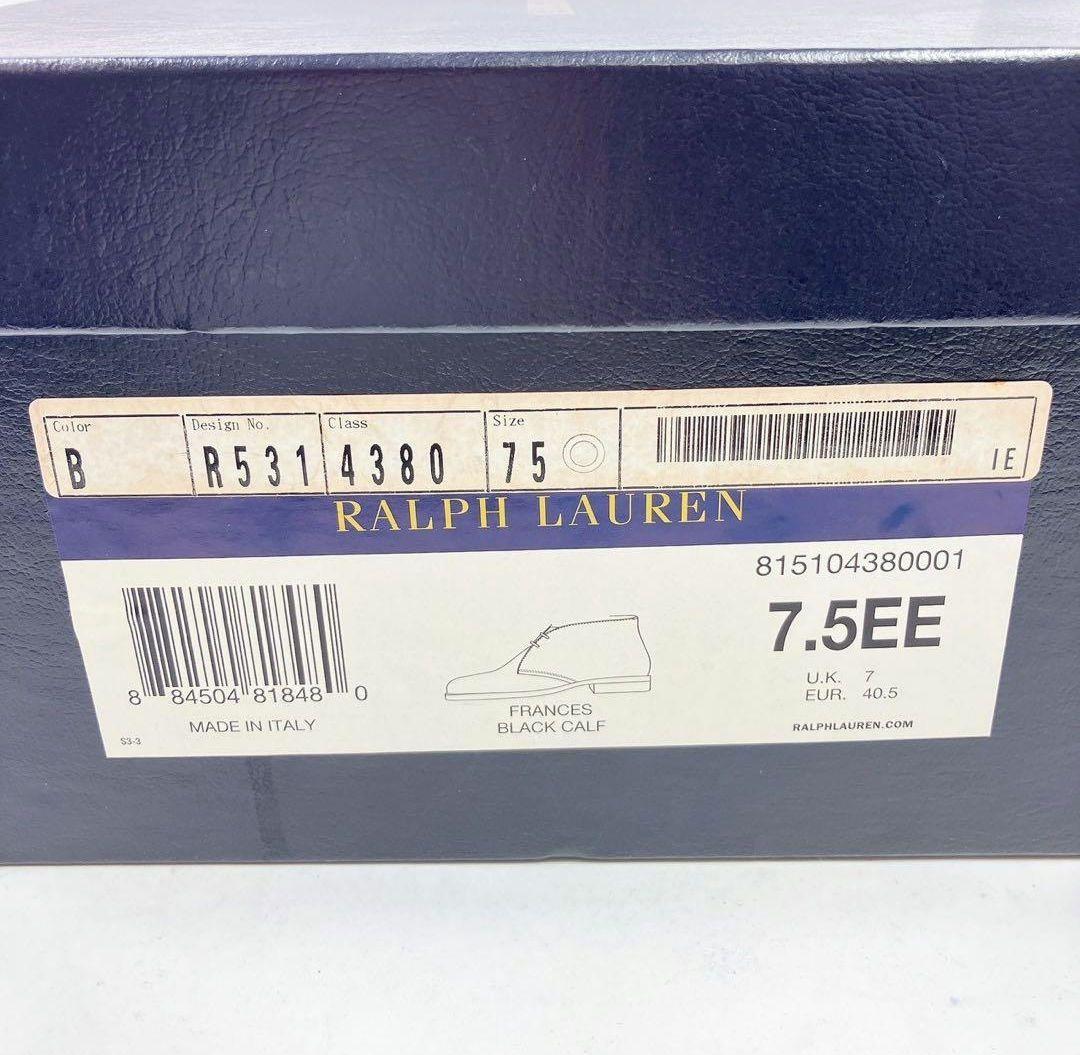 Color Design No. Class Size
B R531 4380 75 IE
RALPH LAUREN
815104380001
7.5EE
U.K. 7
EUR. 40.5
RALPHLAUREN.COM
8 84504 81848 0
MADE IN ITALY
S3-3
FRANCES
BLACK CALF